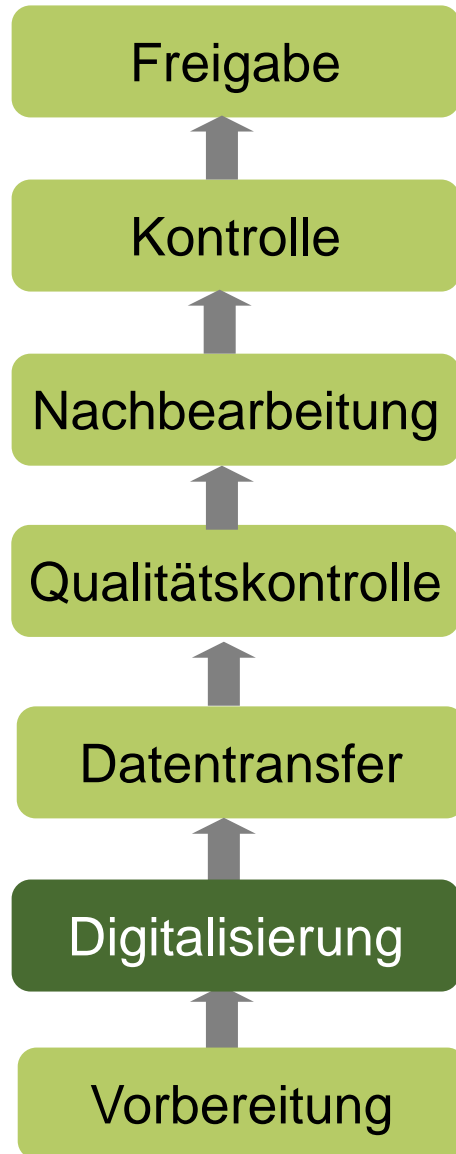 Freigabe
Kontrolle
Nachbearbeitung
Qualitätskontrolle
Datentransfer
Digitalisierung
Vorbereitung